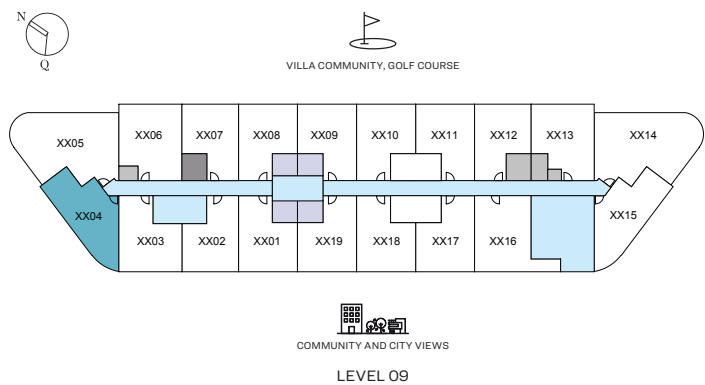 N
Q
VILLA COMMUNITY, GOLF COURSE
XX05 XX06 XX07 XX08 XX09 XX10 XX11 XX12 XX13 XX14
XX04 XX03 XX02 XX01 XX19 XX18 XX17 XX16 XX15
COMMUNITY AND CITY VIEWS
LEVEL 09